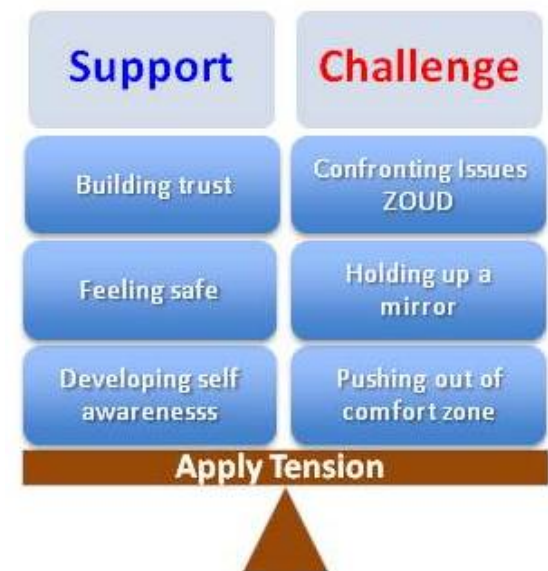 Support
Challenge
Building trust
Confronting Issues
ZOUD
Feeling safe
Holding up a
mirror
Developing self
awarenesss
Pushing out of
comfort zone
Apply Tension